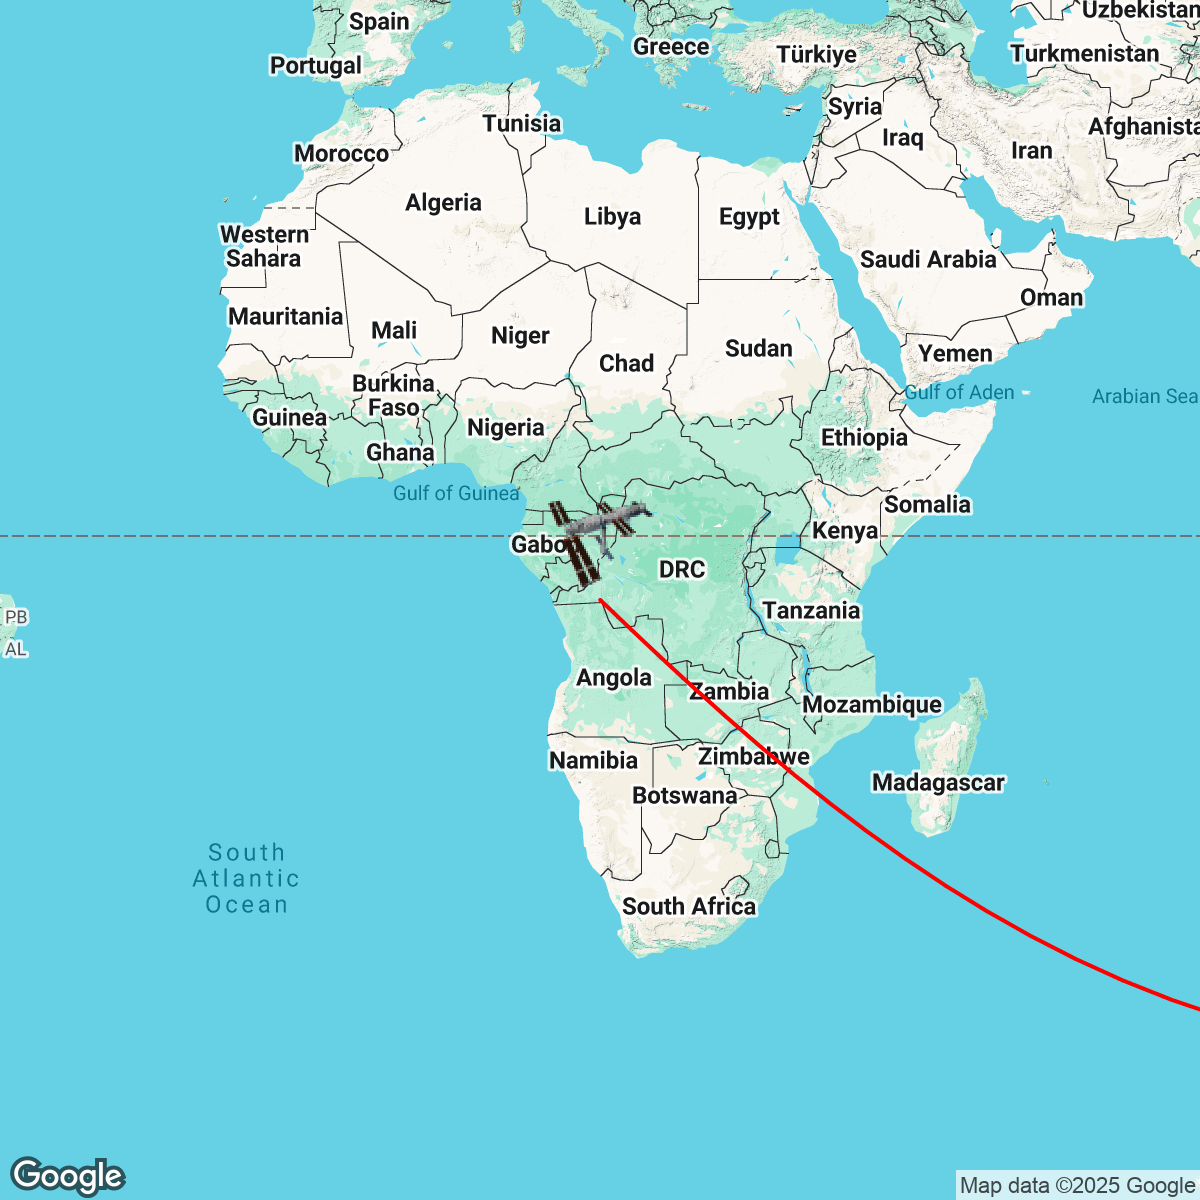 Uzbekistan
Spain
Greece
Türkiye
Turkmenistan
Portugal
Syria
Tunisia
Afghanista
Iraq
Morocco
Iran
Algeria
Libya
Egypt
Western
Sahara
Saudi Arabia
Oman
Mauritania
Mali
Niger
Sudan
Yemen
Chad
Burkina
Faso
Gulf of Aden
Arabian Sea
Guinea
Nigeria
Ethiopia
Ghana
Gulf of Guinea
Somalia
Kenya
Gabo
DRC
Tanzania
PB
AL
Angola
Zambia
Mozambique
Namibia
Zimbabwe
Madagascar
Botswana
South
Atlantic
Ocean
South Africa
Google
Map data ©2025 Google